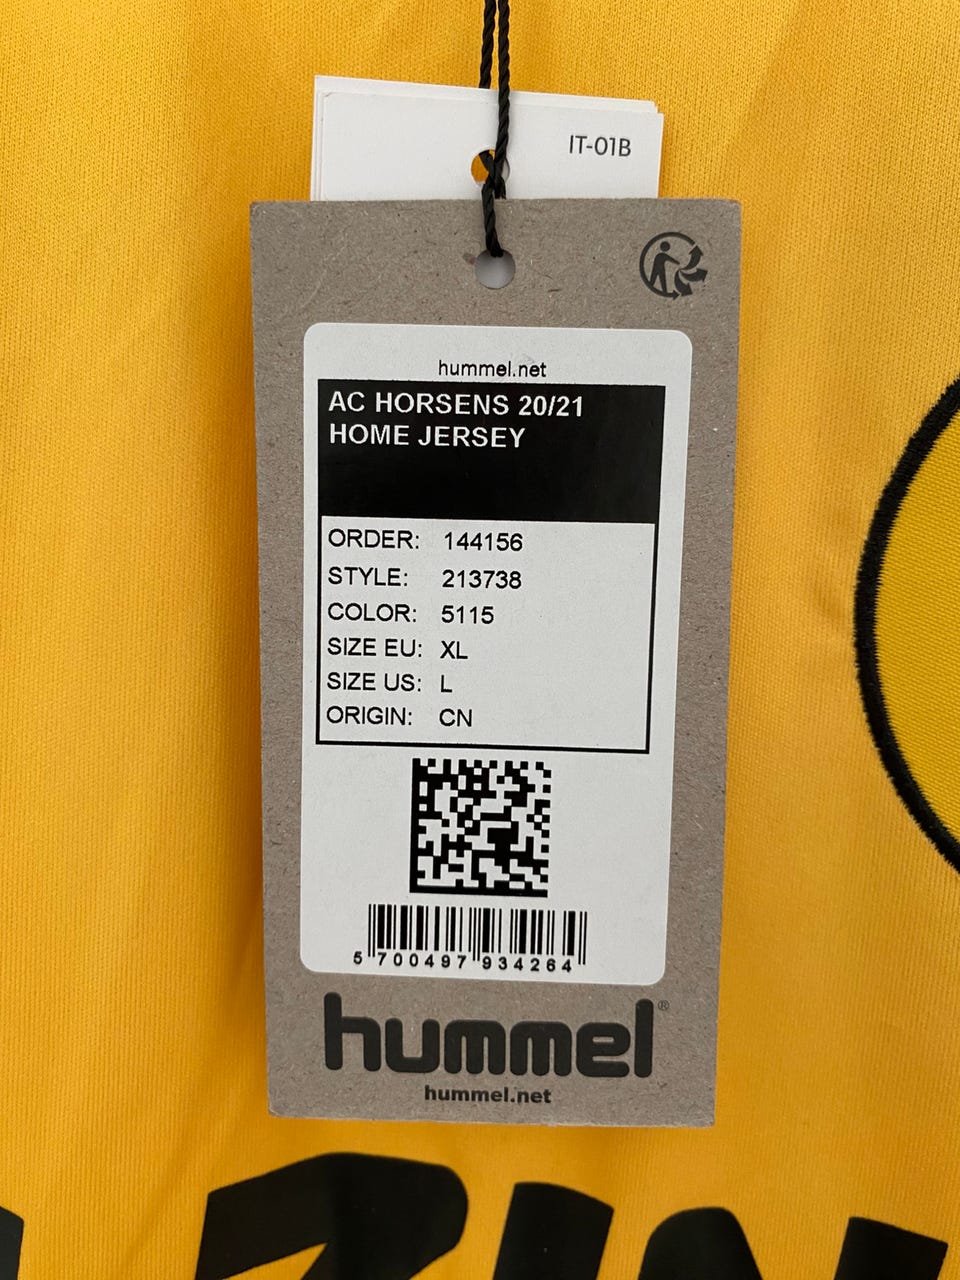 IT-01B
hummel.net
AC HORSENS 20/21
HOME JERSEY
ORDER: 144156
STYLE: 213738
COLOR: 5115
SIZE EU: XL
SIZE US: L
ORIGIN: CN
5 700497 934264
hummel®
hummel.net